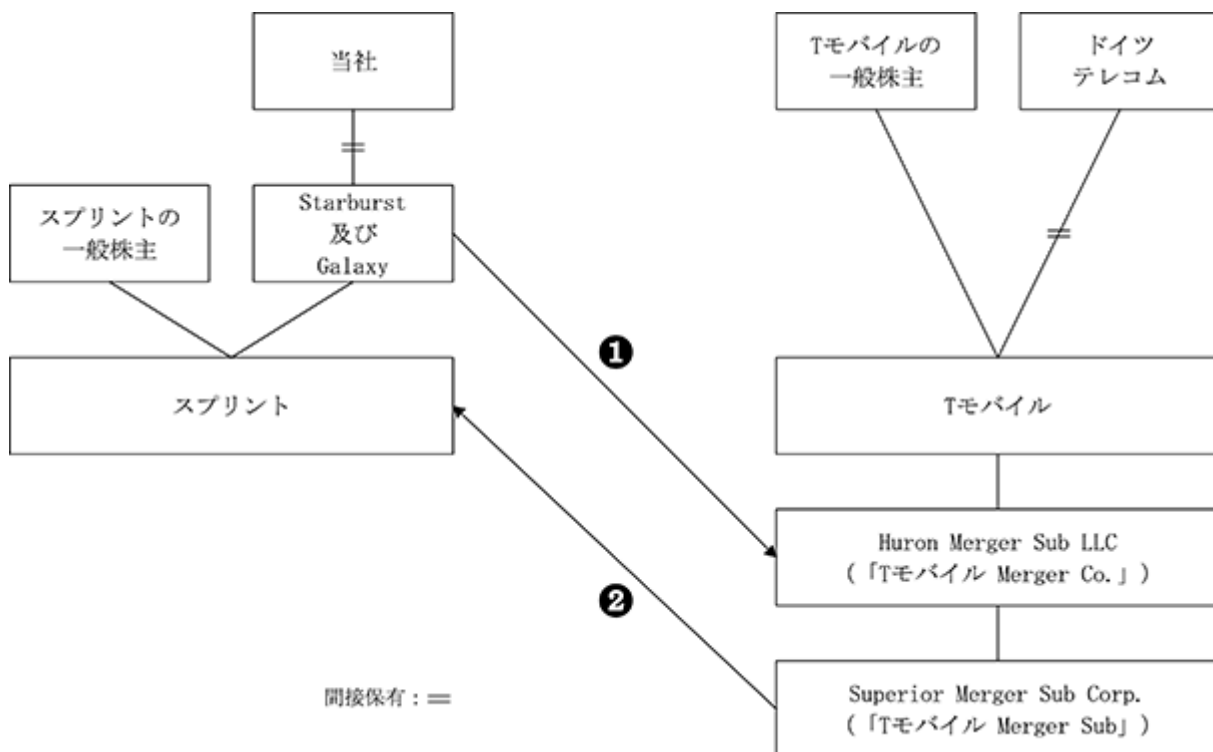 当社
Tモバイルの
一般株主
ドイツ
テレコム
スプリントの
一般株主
Starburst
及び
Galaxy
❶
スプリント
Tモバイル
Huron Merger Sub LLC
(「Tモバイル Merger Co.」)
❷
間接保有：＝
Superior Merger Sub Corp.
(「Tモバイル Merger Sub」)